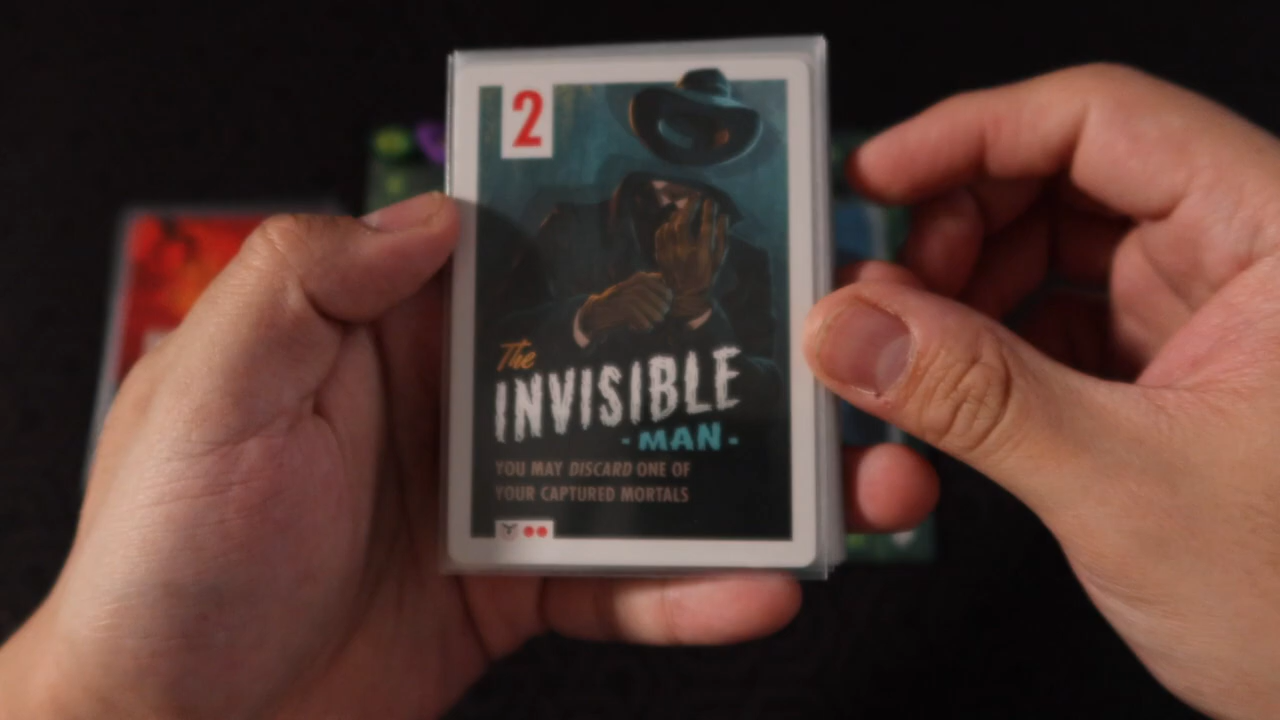 2
The
INVISIBLE
- MAN -
YOU MAY DISCARD ONE OF
YOUR CAPTURED MORTALS